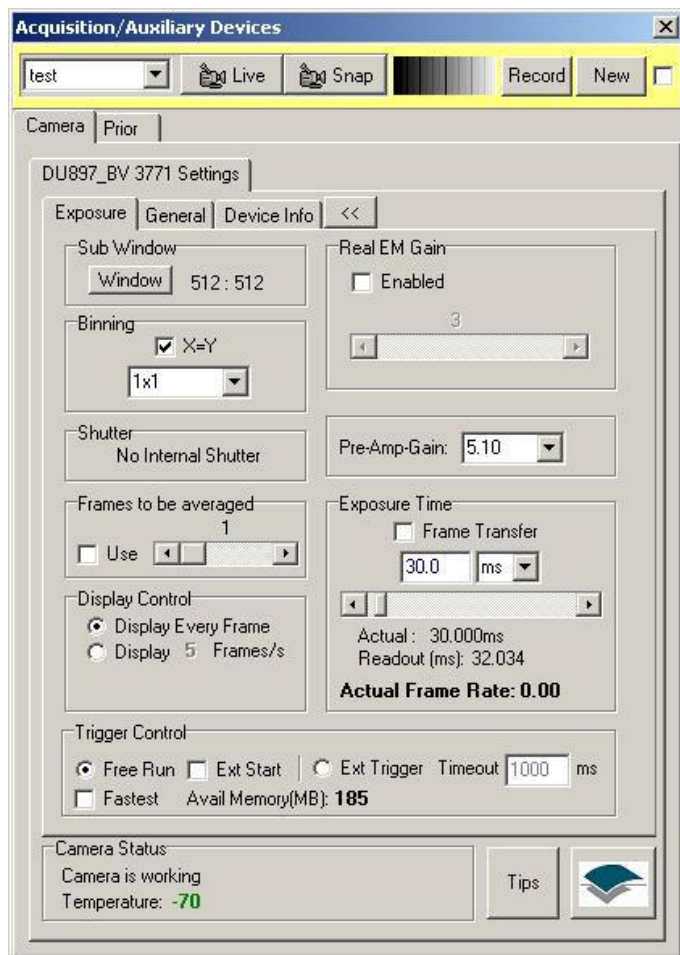 Acquisition/Auxiliary Devices
test Live Snap Record New
Camera Prior
DU897_BV 3771 Settings
Exposure General Device Info <<
Sub Window
Window 512 : 512
Real EM Gain
Enabled
3
Binning
X=Y
1x1
Shutter
No Internal Shutter
Pre-Amp-Gain: 5.10
Frames to be averaged
1
Use
Exposure Time
Frame Transfer
30.0 ms
Actual : 30.000ms
Readout (ms): 32.034
Actual Frame Rate: 0.00
Display Control
Display Every Frame
Display 5 Frames/s
Trigger Control
Free Run Ext Start Ext Trigger Timeout 1000 ms
Fastest Avail Memory(MB): 185
Camera Status
Camera is working
Temperature: -70
Tips